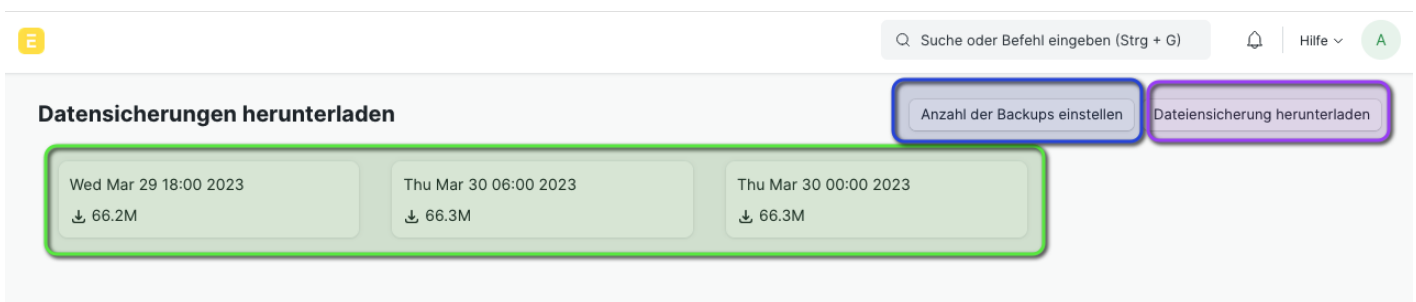 E
Suche oder Befehl eingeben (Strg + G)
Hilfe
A
Datensicherungen herunterladen
Anzahl der Backups einstellen
Dateiensicherung herunterladen
Wed Mar 29 18:00 2023
Thu Mar 30 06:00 2023
Thu Mar 30 00:00 2023
66.2M
66.3M
66.3M